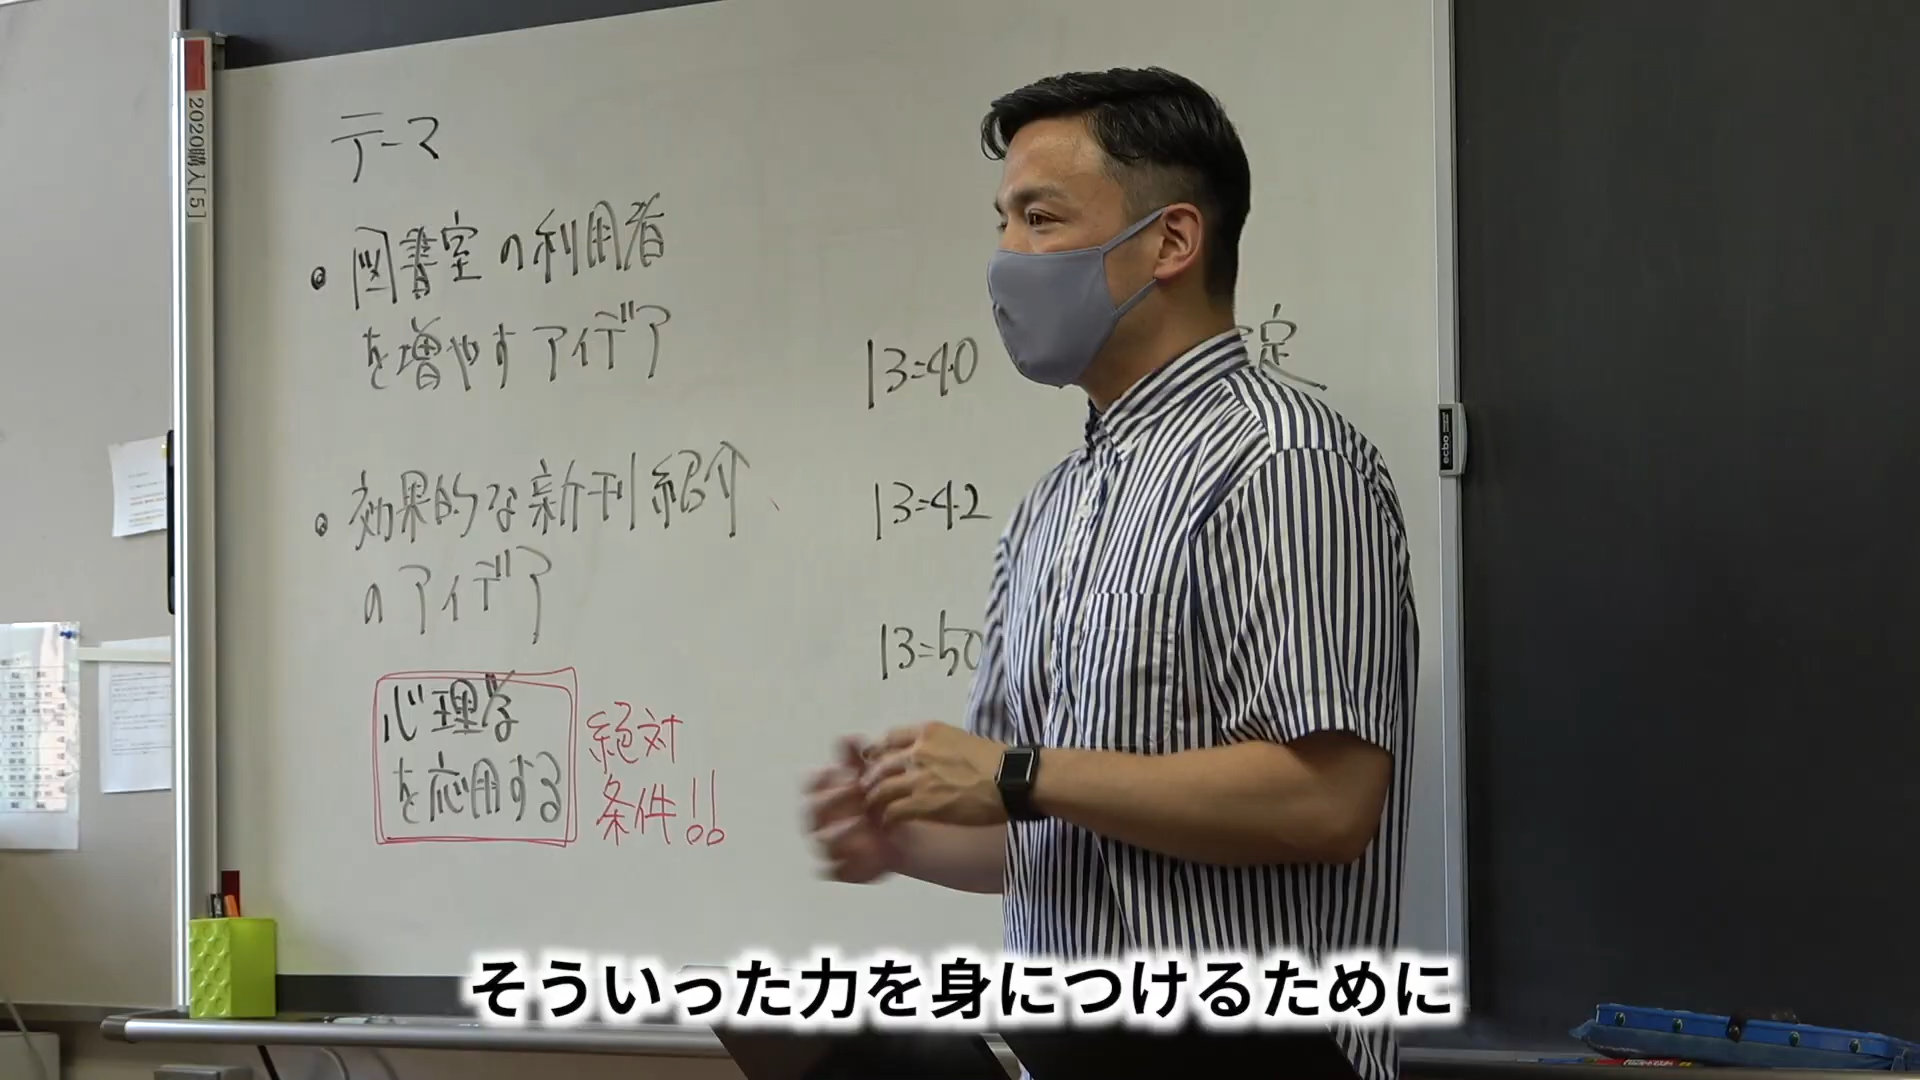 2020購入[5]
テーマ
• 図書室の利用者
を増やすアイデア
• 効果的な新刊紹介
のアイデア
心理学
を応用する
絶対
条件!!
13:40
定
13:42
13:50
ecbo
そういった力を身につけるために